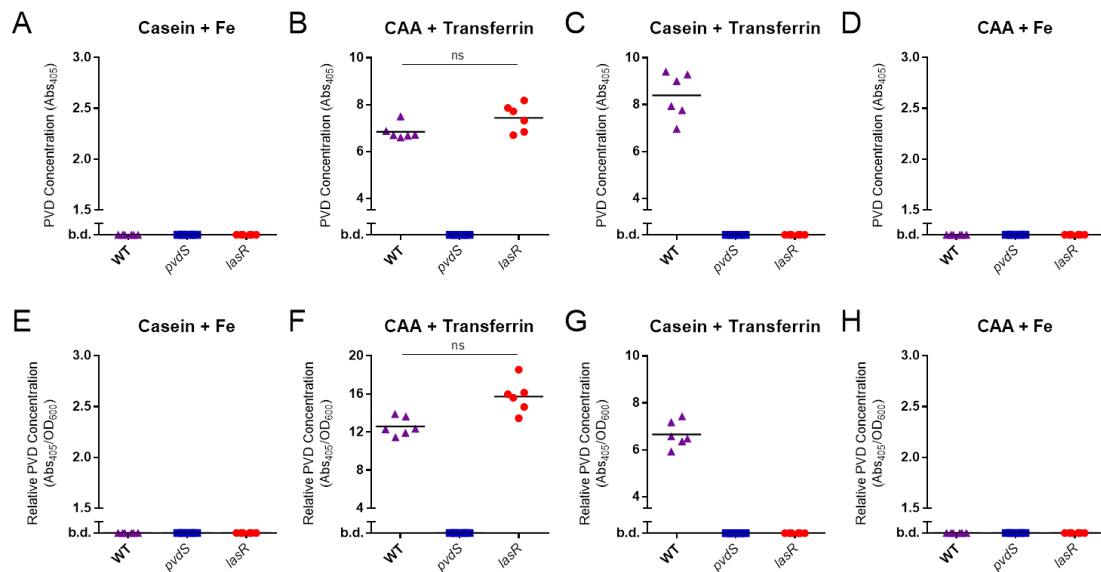 A
Casein + Fe
PVD Concentration (Abs405)
3.0
2.5
2.0
1.5
b.d.
WT
pvdS
lasR
B
CAA + Transferrin
ns
PVD Concentration (Abs405)
10
8
6
4
b.d.
WT
pvdS
lasR
C
Casein + Transferrin
PVD Concentration (Abs405)
10
8
6
4
b.d.
WT
pvdS
lasR
D
CAA + Fe
PVD Concentration (Abs405)
3.0
2.5
2.0
1.5
b.d.
WT
pvdS
lasR
E
Casein + Fe
Relative PVD Concentration
(Abs405/OD600)
3.0
2.5
2.0
1.5
b.d.
WT
pvdS
lasR
F
CAA + Transferrin
ns
Relative PVD Concentration
(Abs405/OD600)
20
16
12
8
4
b.d.
WT
pvdS
lasR
G
Casein + Transferrin
Relative PVD Concentration
(Abs405/OD600)
10
8
6
4
b.d.
WT
pvdS
lasR
H
CAA + Fe
Relative PVD Concentration
(Abs405/OD600)
3.0
2.5
2.0
1.5
b.d.
WT
pvdS
lasR